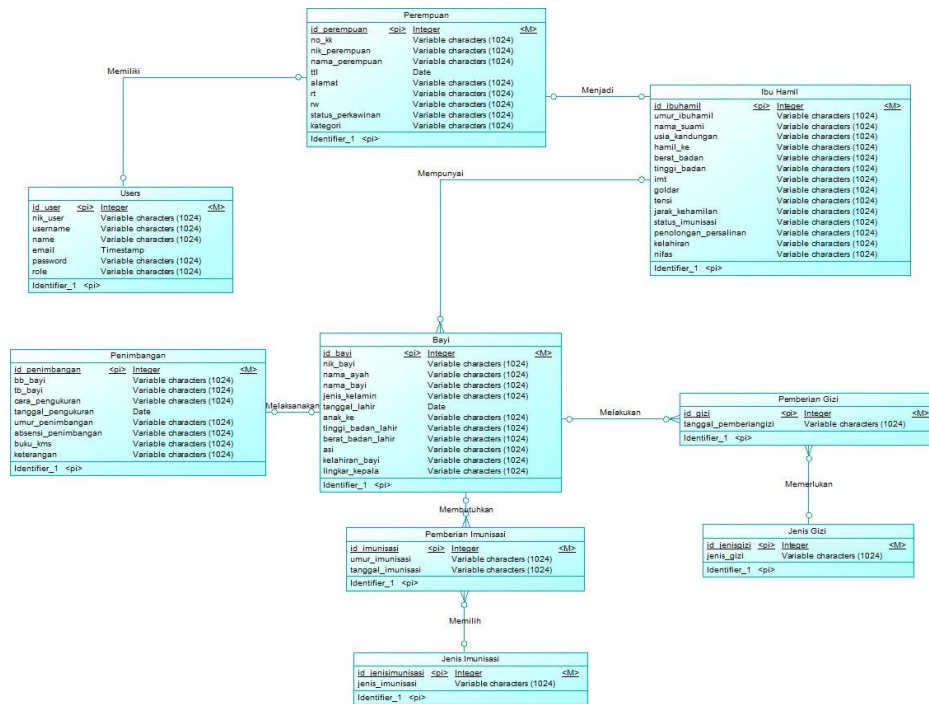 Perempuan
id_perempuan <pi> Integer <M>
no_kk Variable characters (1024)
nik_perempuan Variable characters (1024)
nama_perempuan Variable characters (1024)
ttl Date
alamat Variable characters (1024)
rt Variable characters (1024)
rw Variable characters (1024)
status_perkawinan Variable characters (1024)
kategori Variable characters (1024)
Identifier_1 <pi>
Memiliki
Menjadi
Ibu Hamil
id_ibuhamil <pi> Integer <M>
umur_ibuhamil Variable characters (1024)
nama_suami Variable characters (1024)
usia_kandungan Variable characters (1024)
hamil_ke Variable characters (1024)
berat_badan Variable characters (1024)
tinggi_badan Variable characters (1024)
imt Variable characters (1024)
goldar Variable characters (1024)
tensi Variable characters (1024)
jarak_kehamilan Variable characters (1024)
status_imunisasi Variable characters (1024)
penolongan_persalinan Variable characters (1024)
kelahiran Variable characters (1024)
nifas Variable characters (1024)
Identifier_1 <pi>
Mempunyai
Users
id_user <pi> Integer <M>
nik_user Variable characters (1024)
username Variable characters (1024)
name Variable characters (1024)
email Timestamp
password Variable characters (1024)
role Variable characters (1024)
Identifier_1 <pi>
Penimbangan
id_penimbangan <pi> Integer <M>
bb_bayi Variable characters (1024)
tb_bayi Variable characters (1024)
cara_pengukuran Variable characters (1024)
tanggal_pengukuran Date
umur_penimbangan Variable characters (1024)
absensi_penimbangan Variable characters (1024)
buku_kms Variable characters (1024)
keterangan Variable characters (1024)
Identifier_1 <pi>
Melaksanakan
Bayi
id_bayi <pi> Integer <M>
nik_bayi Variable characters (1024)
nama_ayah Variable characters (1024)
nama_bayi Variable characters (1024)
jenis_kelamin Variable characters (1024)
tanggal_lahir Date
anak_ke Variable characters (1024)
tinggi_badan_lahir Variable characters (1024)
berat_badan_lahir Variable characters (1024)
asi Variable characters (1024)
kelahiran_bayi Variable characters (1024)
lingkar_kepala Variable characters (1024)
Identifier_1 <pi>
Melakukan
Pemberian Gizi
id_gizi <pi> Integer <M>
tanggal_pemberiangizi Variable characters (1024)
Identifier_1 <pi>
Memerlukan
Jenis Gizi
id_jenisgizi <pi> Integer <M>
jenis_gizi Variable characters (1024)
Identifier_1 <pi>
Membutuhkan
Pemberian Imunisasi
id_imunisasi <pi> Integer <M>
umur_imunisasi Variable characters (1024)
tanggal_imunisasi Variable characters (1024)
Identifier_1 <pi>
Memilih
Jenis Imunisasi
id_jenisimunisasi <pi> Integer <M>
jenis_imunisasi Variable characters (1024)
Identifier_1 <pi>